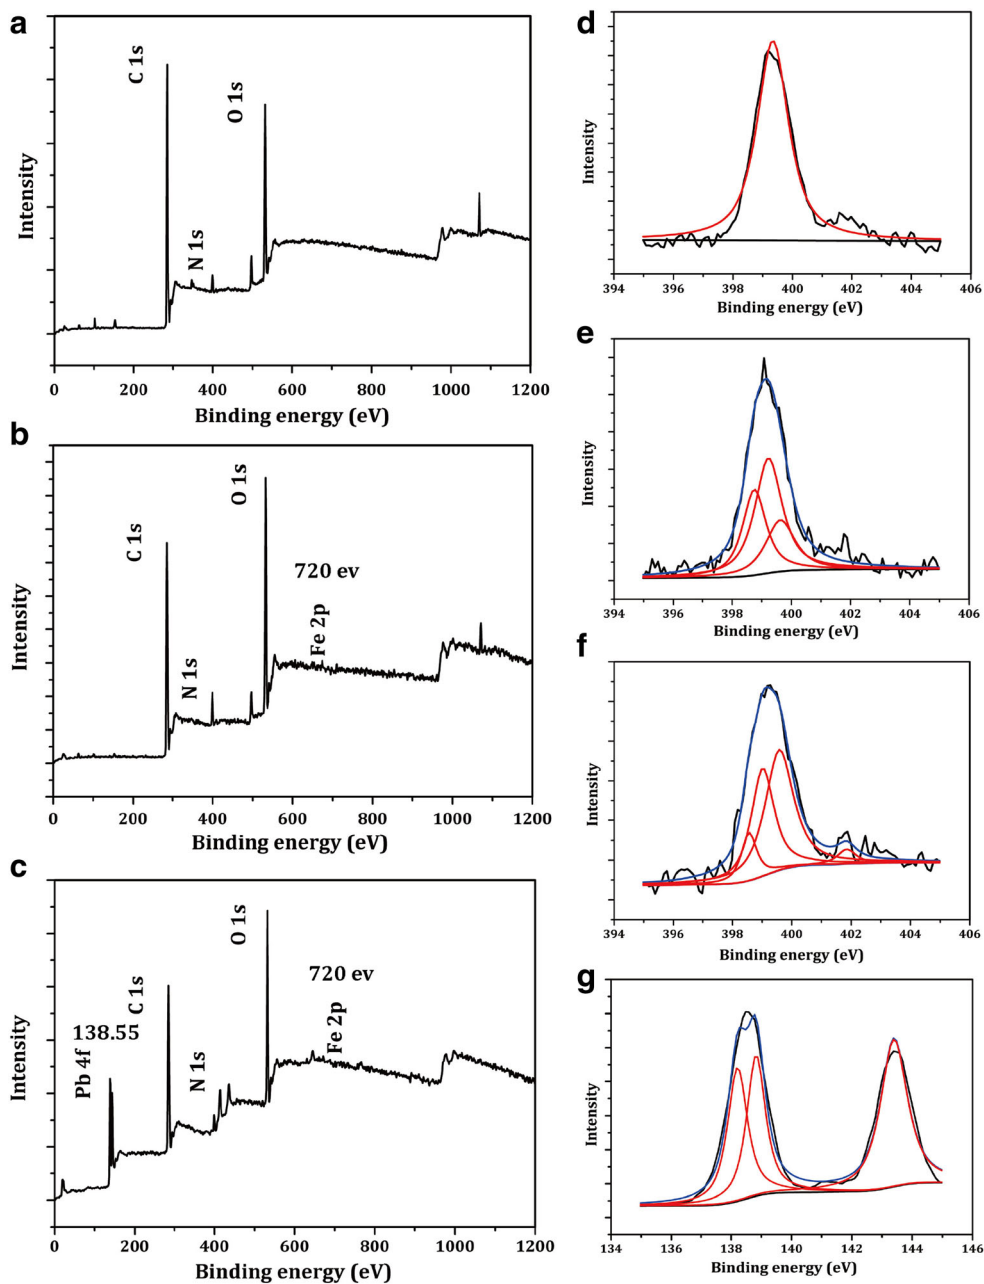 a
C 1s
O 1s
N 1s
Intensity
0 200 400 600 800 1000 1200
Binding energy (eV)
b
O 1s
C 1s
720 ev
Fe 2p
N 1s
Intensity
0 200 400 600 800 1000 1200
Binding energy (eV)
c
O 1s
C 1s
720 ev
Fe 2p
138.55
Pb 4f
N 1s
Intensity
0 200 400 600 800 1000 1200
Binding energy (eV)
d
Intensity
394 396 398 400 402 404 406
Binding energy (eV)
e
Intensity
394 396 398 400 402 404 406
Binding energy (eV)
f
Intensity
394 396 398 400 402 404 406
Binding energy (eV)
g
Intensity
134 136 138 140 142 144 146
Binding energy (eV)